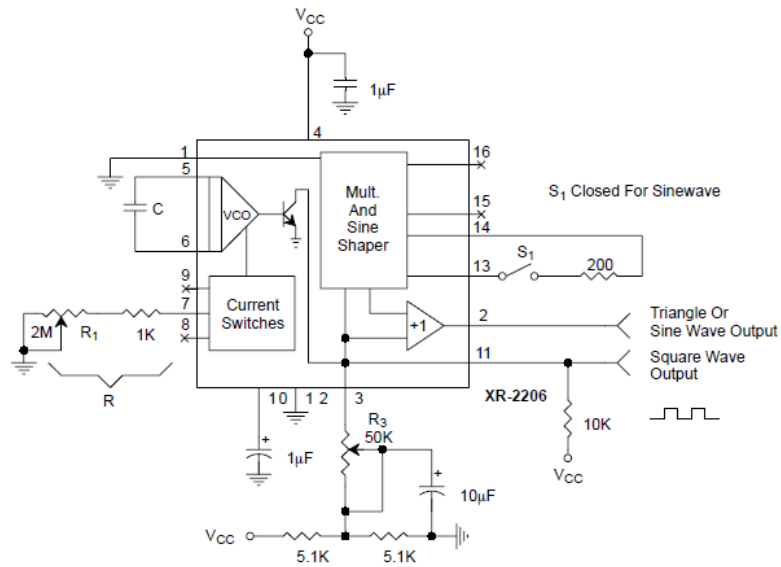 VCC
1µF
4
1
16
5
Mult.
And
Sine
Shaper
S1 Closed For Sinewave
C
VCO
15
14
6
S1
13
200
9
Current
Switches
2M
R1
1K
7
8
+1
2
Triangle Or
Sine Wave Output
11
Square Wave
Output
R
10
12
3
XR-2206
R3
50K
10K
1µF
+
+
10µF
VCC
VCC
5.1K
5.1K